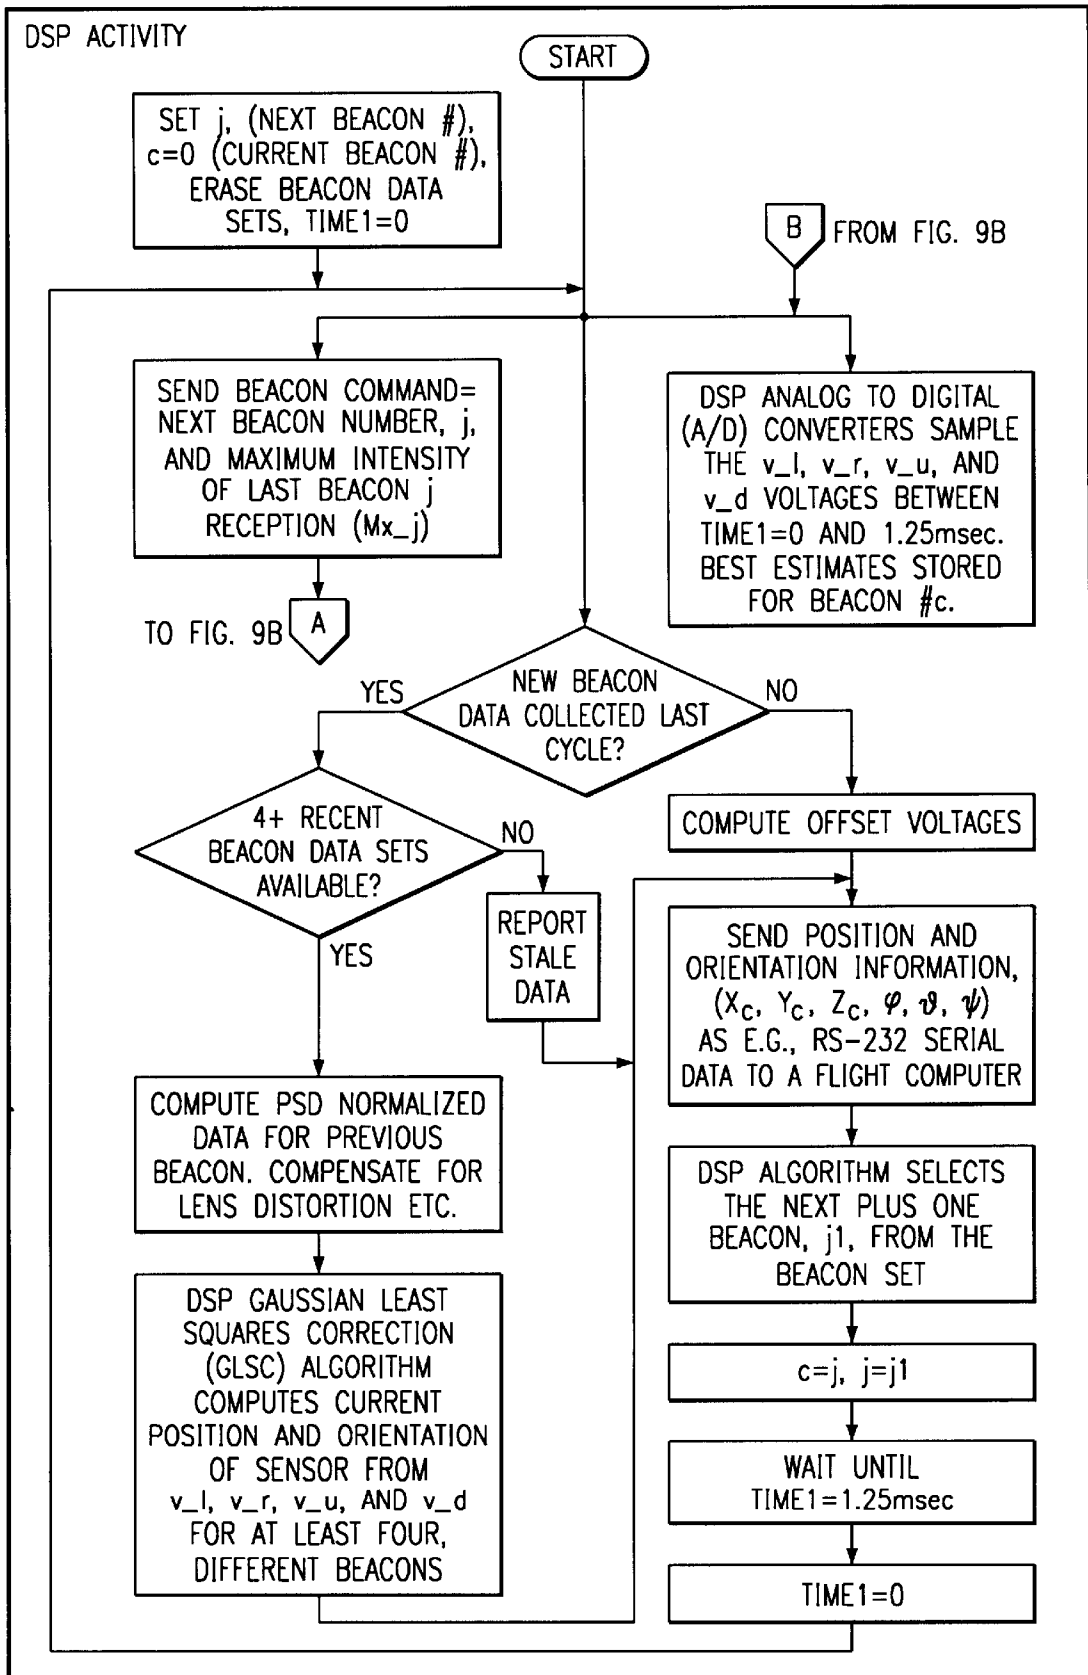 DSP ACTIVITY
START
SET j, (NEXT BEACON #),
c=0 (CURRENT BEACON #),
ERASE BEACON DATA
SETS, TIME1=0
B
FROM FIG. 9B
SEND BEACON COMMAND=
NEXT BEACON NUMBER, j,
AND MAXIMUM INTENSITY
OF LAST BEACON j
RECEPTION (Mx_j)
DSP ANALOG TO DIGITAL
(A/D) CONVERTERS SAMPLE
THE v_l, v_r, v_u, AND
v_d VOLTAGES BETWEEN
TIME1=0 AND 1.25msec.
BEST ESTIMATES STORED
FOR BEACON #c.
TO FIG. 9B
A
NEW BEACON
DATA COLLECTED LAST
CYCLE?
YES
NO
4+ RECENT
BEACON DATA SETS
AVAILABLE?
NO
YES
REPORT
STALE
DATA
COMPUTE OFFSET VOLTAGES
SEND POSITION AND
ORIENTATION INFORMATION,
(Xc, Yc, Zc, φ, ϑ, ψ)
AS E.G., RS-232 SERIAL
DATA TO A FLIGHT COMPUTER
COMPUTE PSD NORMALIZED
DATA FOR PREVIOUS
BEACON. COMPENSATE FOR
LENS DISTORTION ETC.
DSP ALGORITHM SELECTS
THE NEXT PLUS ONE
BEACON, j1, FROM THE
BEACON SET
DSP GAUSSIAN LEAST
SQUARES CORRECTION
(GLSC) ALGORITHM
COMPUTES CURRENT
POSITION AND ORIENTATION
OF SENSOR FROM
v_l, v_r, v_u, AND v_d
FOR AT LEAST FOUR,
DIFFERENT BEACONS
c=j, j=j1
WAIT UNTIL
TIME1=1.25msec
TIME1=0